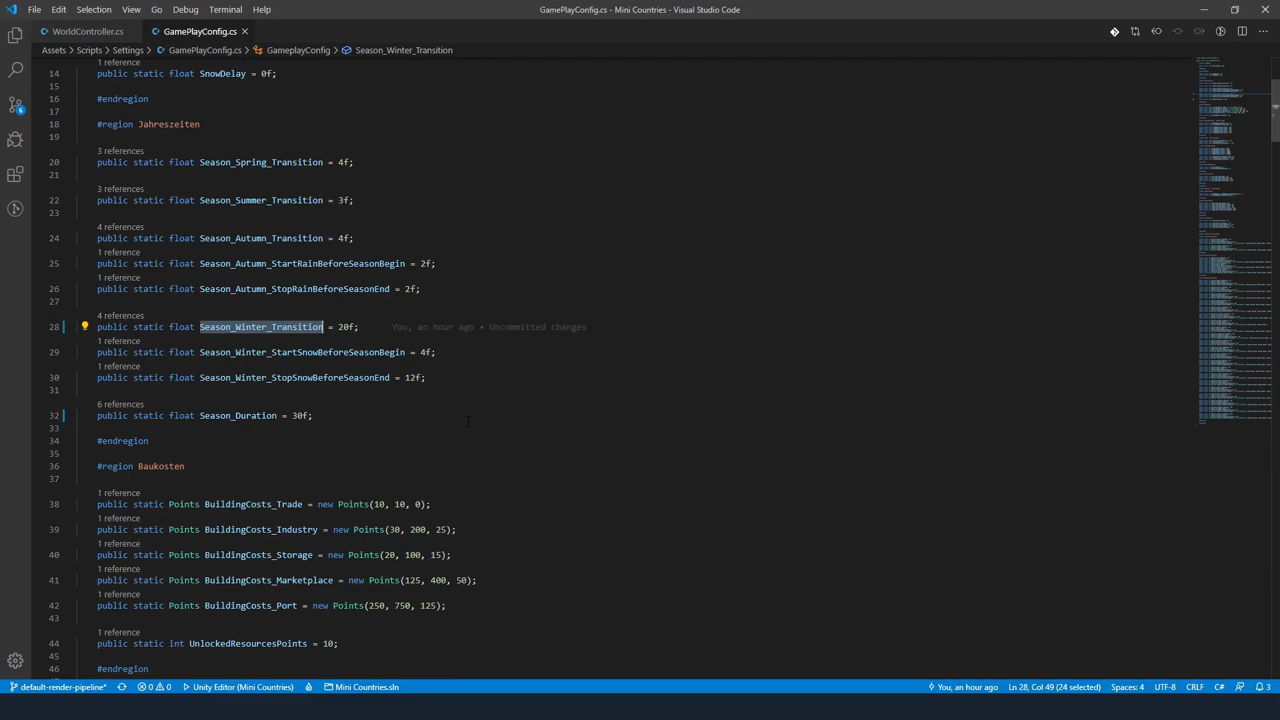 File Edit Selection View Go Debug Terminal Help
GamePlayConfig.cs - Mini Countries - Visual Studio Code
WorldController.cs
GamePlayConfig.cs
Assets > Scripts > Settings > GamePlayConfig.cs > GameplayConfig > Season_Winter_Transition
1 reference
14 public static float SnowDelay = 0f;
15
16 #endregion
17
18 #region Jahreszeiten
19
3 references
20 public static float Season_Spring_Transition = 4f;
21
3 references
22 public static float Season_Summer_Transition = 3f;
23
4 references
24 public static float Season_Autumn_Transition = 4f;
1 reference
25 public static float Season_Autumn_StartRainBeforeSeasonBegin = 2f;
1 reference
26 public static float Season_Autumn_StopRainBeforeSeasonEnd = 2f;
27
4 references
28 public static float Season_Winter_Transition = 20f; You, an hour ago • Uncommitted changes
1 reference
29 public static float Season_Winter_StartSnowBeforeSeasonBegin = 4f;
1 reference
30 public static float Season_Winter_StopSnowBeforeSeasonEnd = 12f;
31
6 references
32 public static float Season_Duration = 30f;
33
34 #endregion
35
36 #region Baukosten
37
1 reference
38 public static Points BuildingCosts_Trade = new Points(10, 10, 0);
1 reference
39 public static Points BuildingCosts_Industry = new Points(30, 200, 25);
1 reference
40 public static Points BuildingCosts_Storage = new Points(20, 100, 15);
1 reference
41 public static Points BuildingCosts_Marketplace = new Points(125, 400, 50);
1 reference
42 public static Points BuildingCosts_Port = new Points(250, 750, 125);
43
1 reference
44 public static int UnlockedResourcesPoints = 10;
45
46 #endregion
6
default-render-pipeline* 0 0 Unity Editor (Mini Countries) Mini Countries.sln You, an hour ago Ln 28, Col 49 (24 selected) Spaces: 4 UTF-8 CRLF C# 3